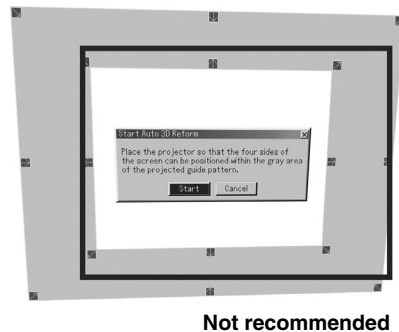 Start Auto 3D Reform
Place the projector so that the four sides of
the screen can be positioned within the gray area
of the projected guide pattern.
Start Cancel
Not recommended